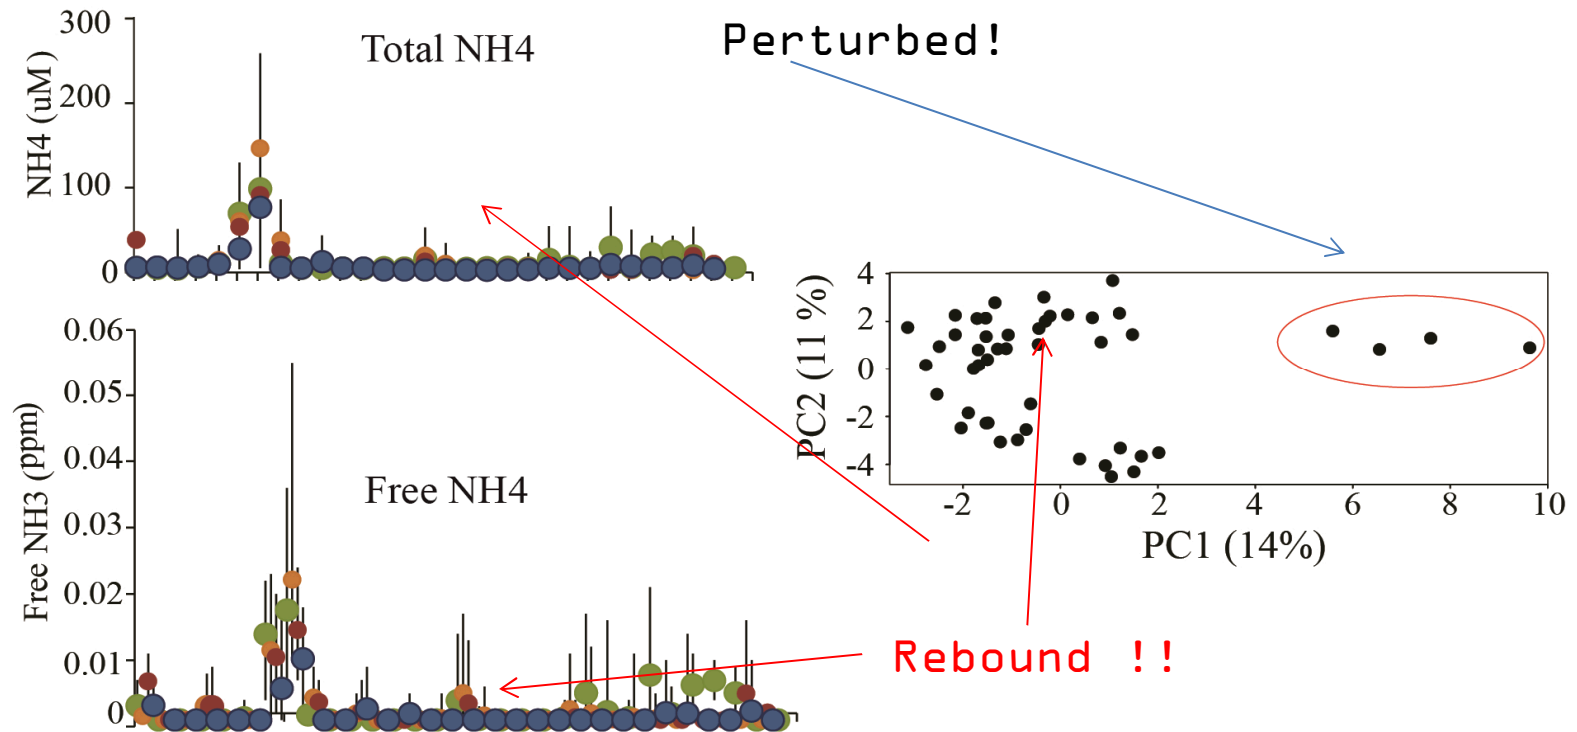 Total NH4
NH4 (uM)
300
200
100
0
Perturbed!
0.06
0.05
0.04
0.03
0.02
0.01
0
Free NH3 (ppm)
Free NH4
PC2 (11 %)
4
2
0
-2
-4
-2 0 2 4 6 8 10
PC1 (14%)
Rebound !!